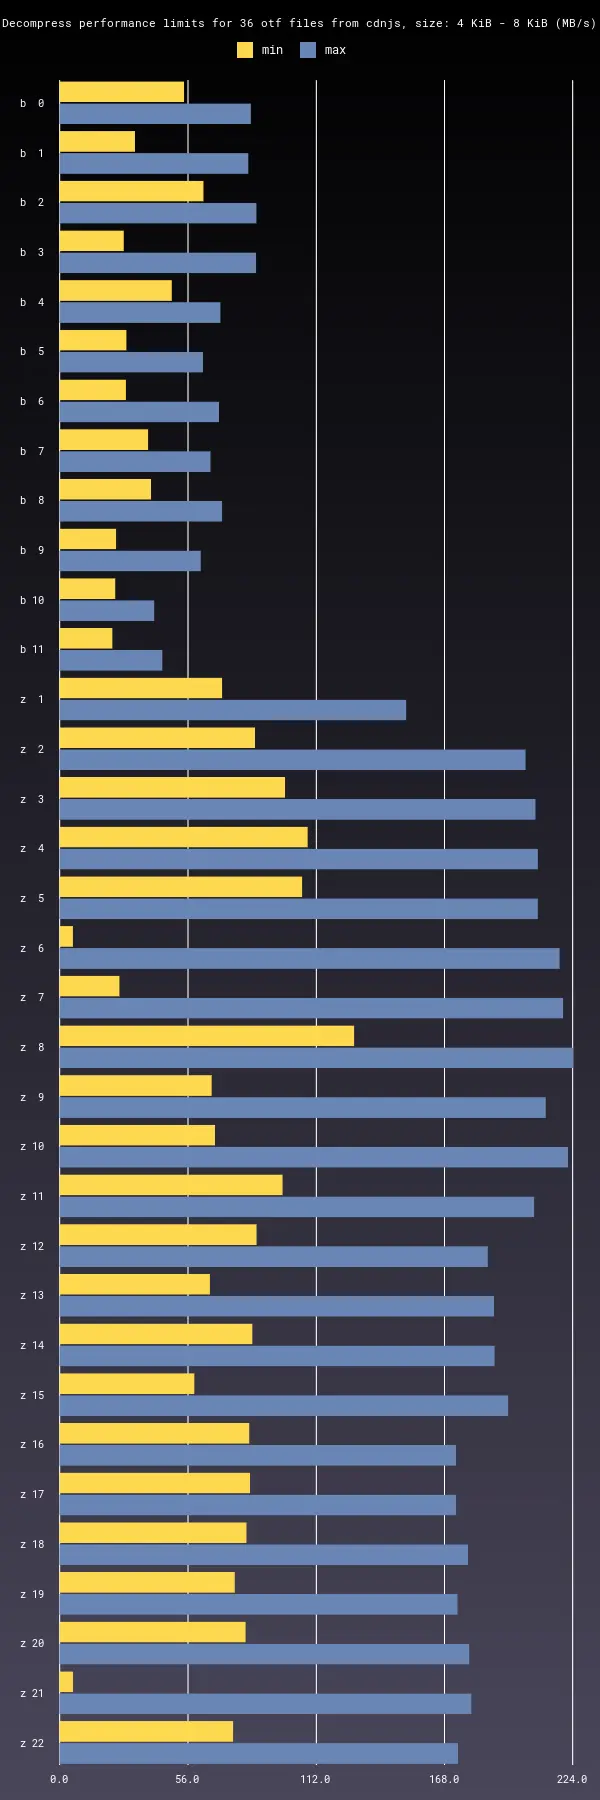 Decompress performance limits for 36 otf files from cdnjs, size: 4 KiB - 8 KiB (MB/s)
min max
b 0
b 1
b 2
b 3
b 4
b 5
b 6
b 7
b 8
b 9
b 10
b 11
z 1
z 2
z 3
z 4
z 5
z 6
z 7
z 8
z 9
z 10
z 11
z 12
z 13
z 14
z 15
z 16
z 17
z 18
z 19
z 20
z 21
z 22
0.0 56.0 112.0 168.0 224.0